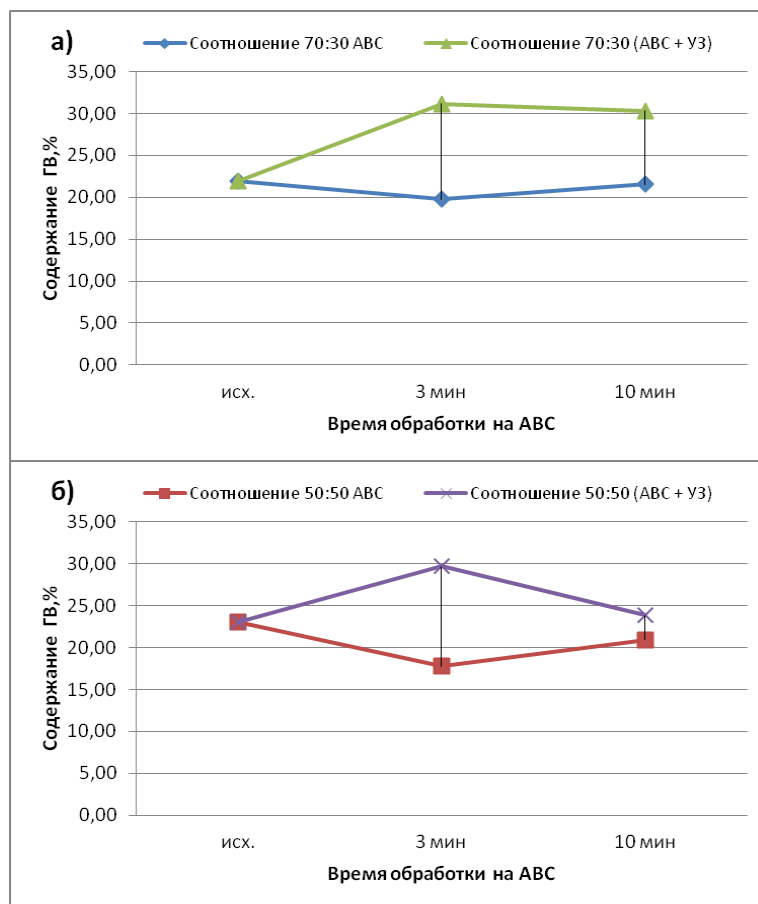 а)
Соотношение 70:30 АВС
Соотношение 70:30 (АВС + УЗ)
Содержание ГВ,%
35,00
30,00
25,00
20,00
15,00
10,00
5,00
0,00
исх.
3 мин
10 мин
Время обработки на АВС
б)
Соотношение 50:50 АВС
Соотношение 50:50 (АВС + УЗ)
Содержание ГВ,%
35,00
30,00
25,00
20,00
15,00
10,00
5,00
0,00
исх.
3 мин
10 мин
Время обработки на АВС